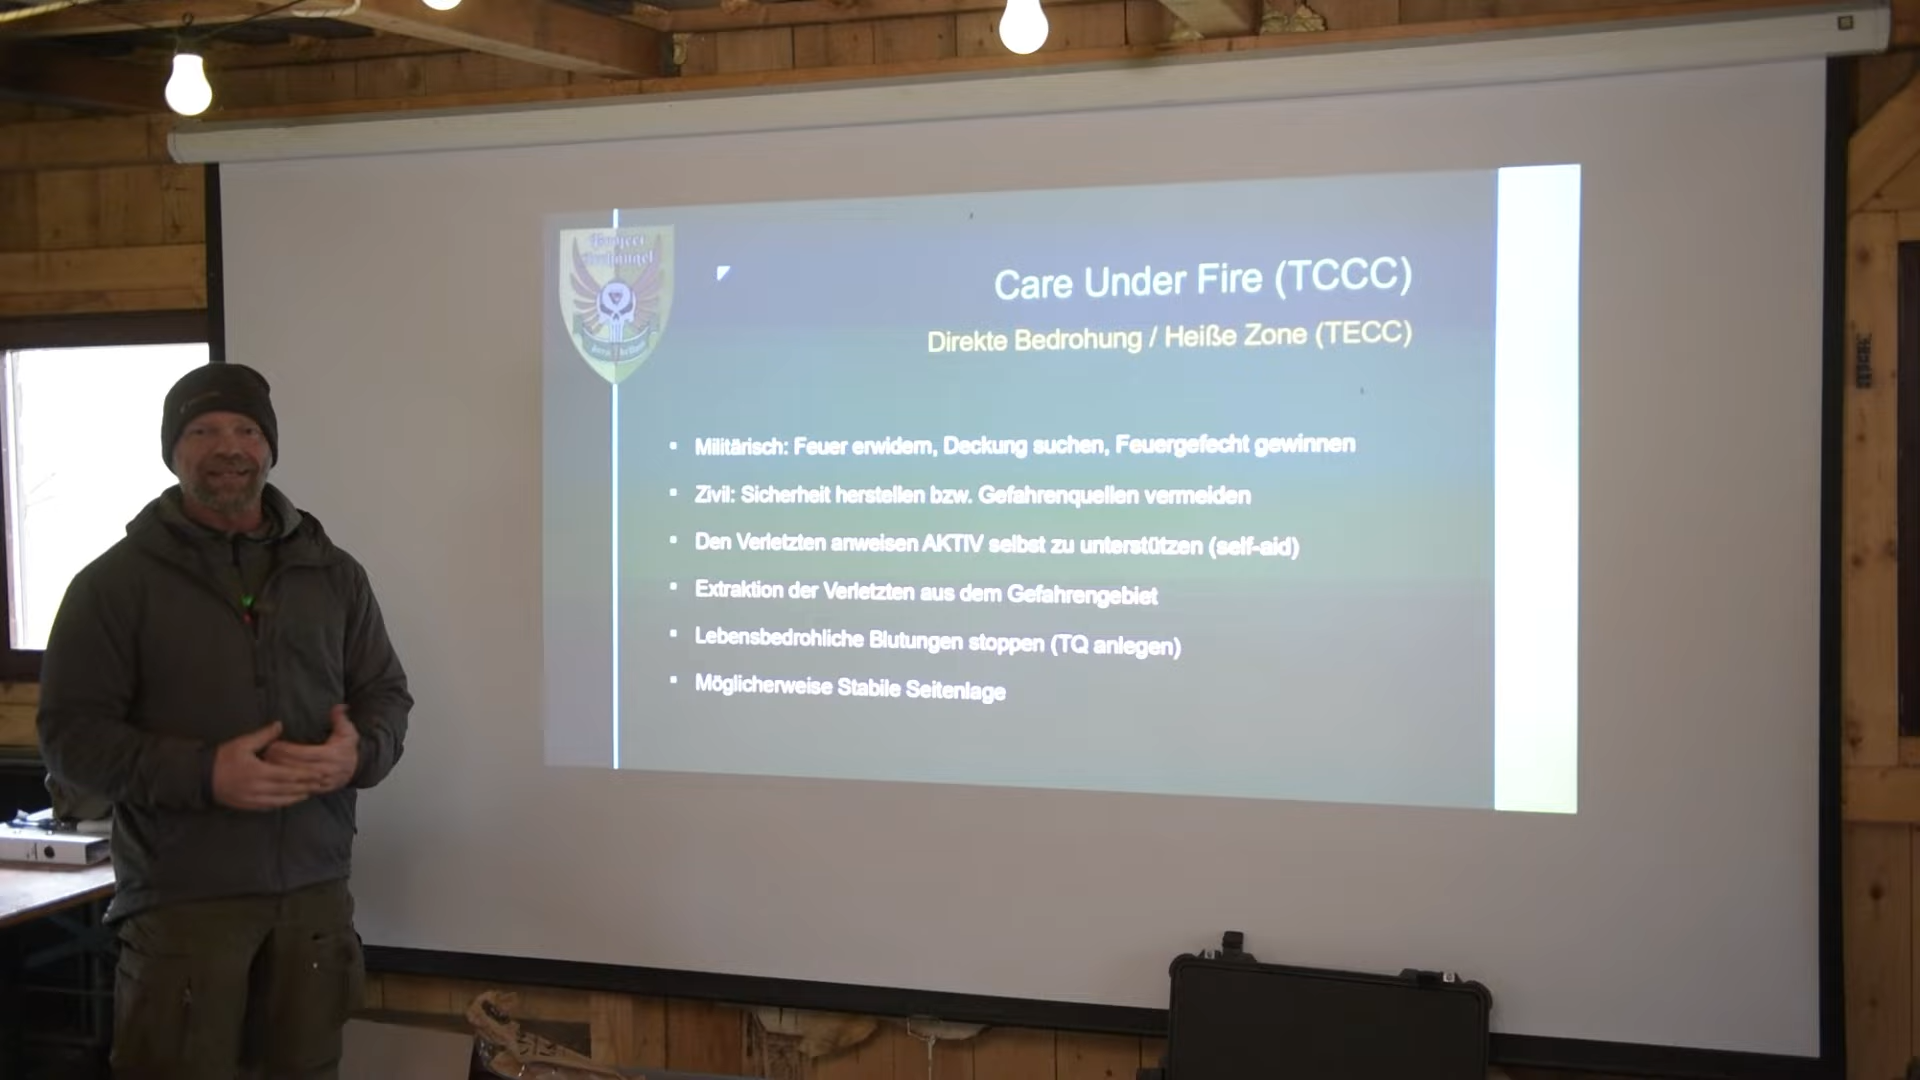 Project
Archangel
Care Under Fire (TCCC)
Direkte Bedrohung / Heiße Zone (TECC)
Militärisch: Feuer erwidern, Deckung suchen, Feuergefecht gewinnen
Zivil: Sicherheit herstellen bzw. Gefahrenquellen vermeiden
Den Verletzten anweisen AKTIV selbst zu unterstützen (self-aid)
Extraktion der Verletzten aus dem Gefahrengebiet
Lebensbedrohliche Blutungen stoppen (TQ anlegen)
Möglicherweise Stabile Seitenlage